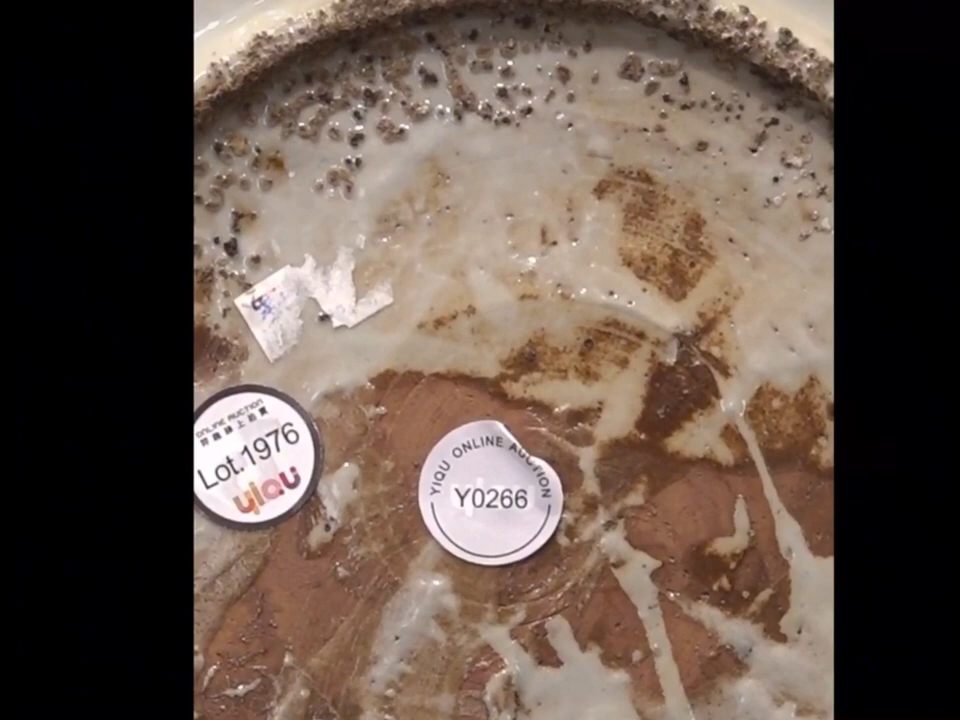 ONLINE AUCTION
Lot.1976
yiqu
YIQU ONLINE AUCTION
Y0266